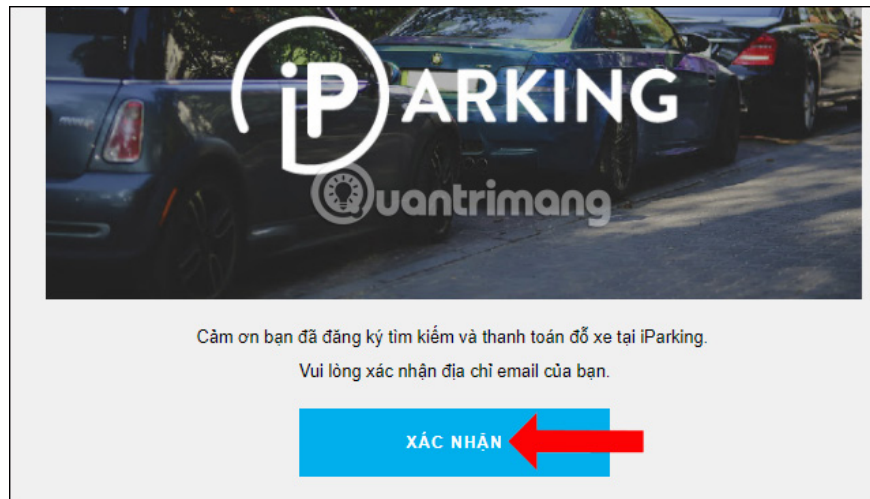 iPARKING
Quantrimang
Cảm ơn bạn đã đăng ký tìm kiếm và thanh toán đỗ xe tại iParking.
Vui lòng xác nhận địa chỉ email của bạn.
XÁC NHẬN